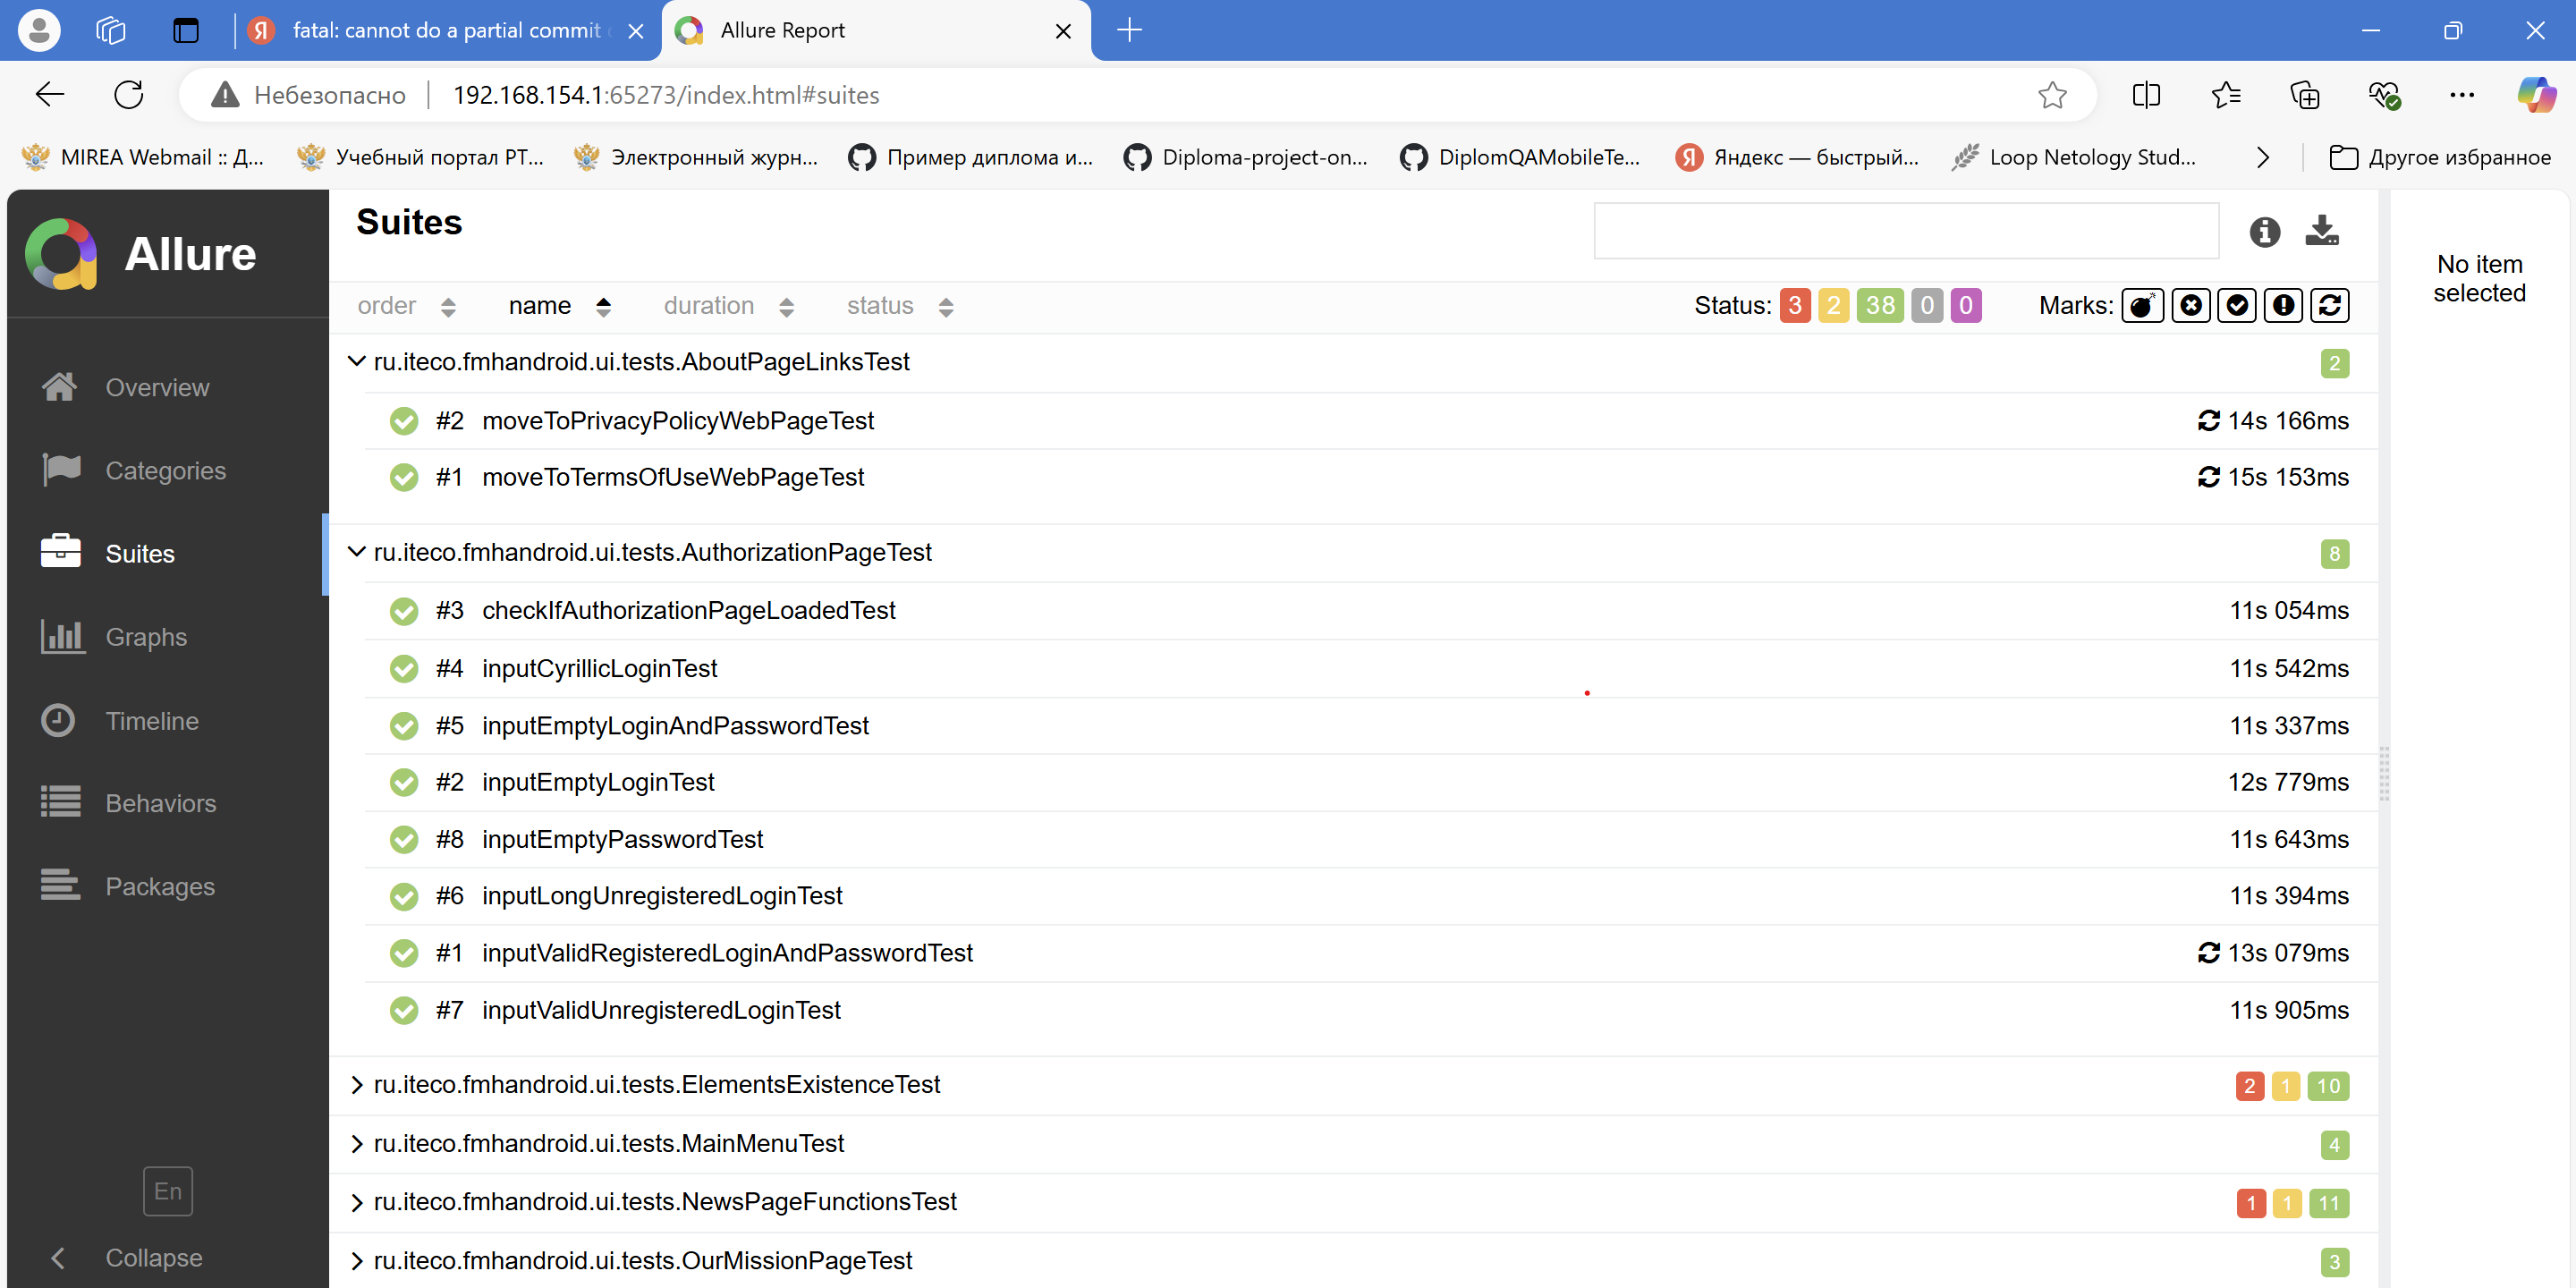 fatal: cannot do a partial commit
Allure Report
Небезопасно
192.168.154.1:65273/index.html#suites
MIREA Webmail :: Д...
Учебный портал РТ...
Электронный журн...
Пример диплома и...
Diploma-project-on...
DiplomQAMobileTe...
Яндекс — быстрый...
Loop Netology Stud...
Другое избранное
Allure
Overview
Categories
Suites
Graphs
Timeline
Behaviors
Packages
En
Collapse
Suites
order name duration status Status: 3 2 38 0 0 Marks:
ru.iteco.fmhandroid.ui.tests.AboutPageLinksTest 2
#2 moveToPrivacyPolicyWebPageTest 14s 166ms
#1 moveToTermsOfUseWebPageTest 15s 153ms
ru.iteco.fmhandroid.ui.tests.AuthorizationPageTest 8
#3 checkIfAuthorizationPageLoadedTest 11s 054ms
#4 inputCyrillicLoginTest 11s 542ms
#5 inputEmptyLoginAndPasswordTest 11s 337ms
#2 inputEmptyLoginTest 12s 779ms
#8 inputEmptyPasswordTest 11s 643ms
#6 inputLongUnregisteredLoginTest 11s 394ms
#1 inputValidRegisteredLoginAndPasswordTest 13s 079ms
#7 inputValidUnregisteredLoginTest 11s 905ms
ru.iteco.fmhandroid.ui.tests.ElementsExistenceTest 2 1 10
ru.iteco.fmhandroid.ui.tests.MainMenuTest 4
ru.iteco.fmhandroid.ui.tests.NewsPageFunctionsTest 1 1 11
ru.iteco.fmhandroid.ui.tests.OurMissionPageTest 3
No item
selected